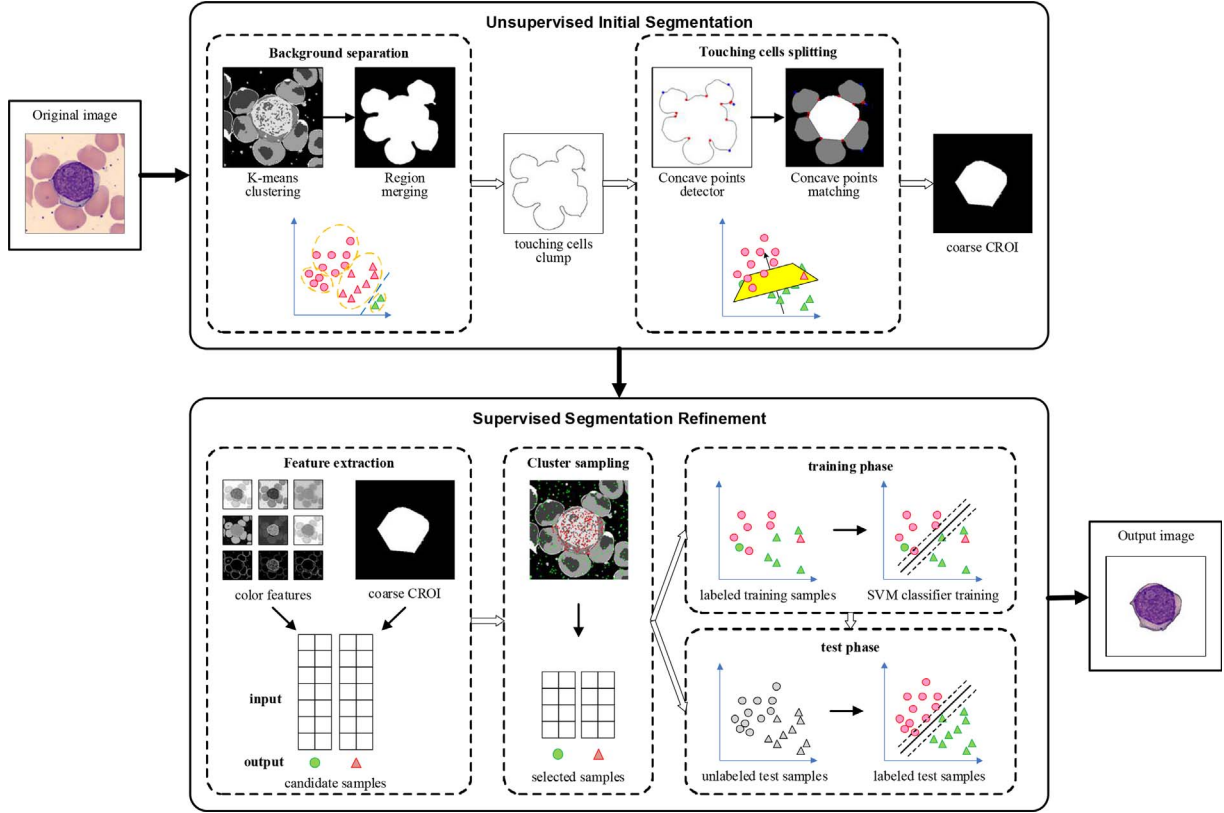 Unsupervised Initial Segmentation
Background separation
Touching cells splitting
Original image
K-means
clustering
Region
merging
touching cells
clump
Concave points
detector
Concave points
matching
coarse CROI
Supervised Segmentation Refinement
Feature extraction
Cluster sampling
training phase
color features
coarse CROI
labeled training samples
SVM classifier training
Output image
test phase
input
output
candidate samples
selected samples
unlabeled test samples
labeled test samples